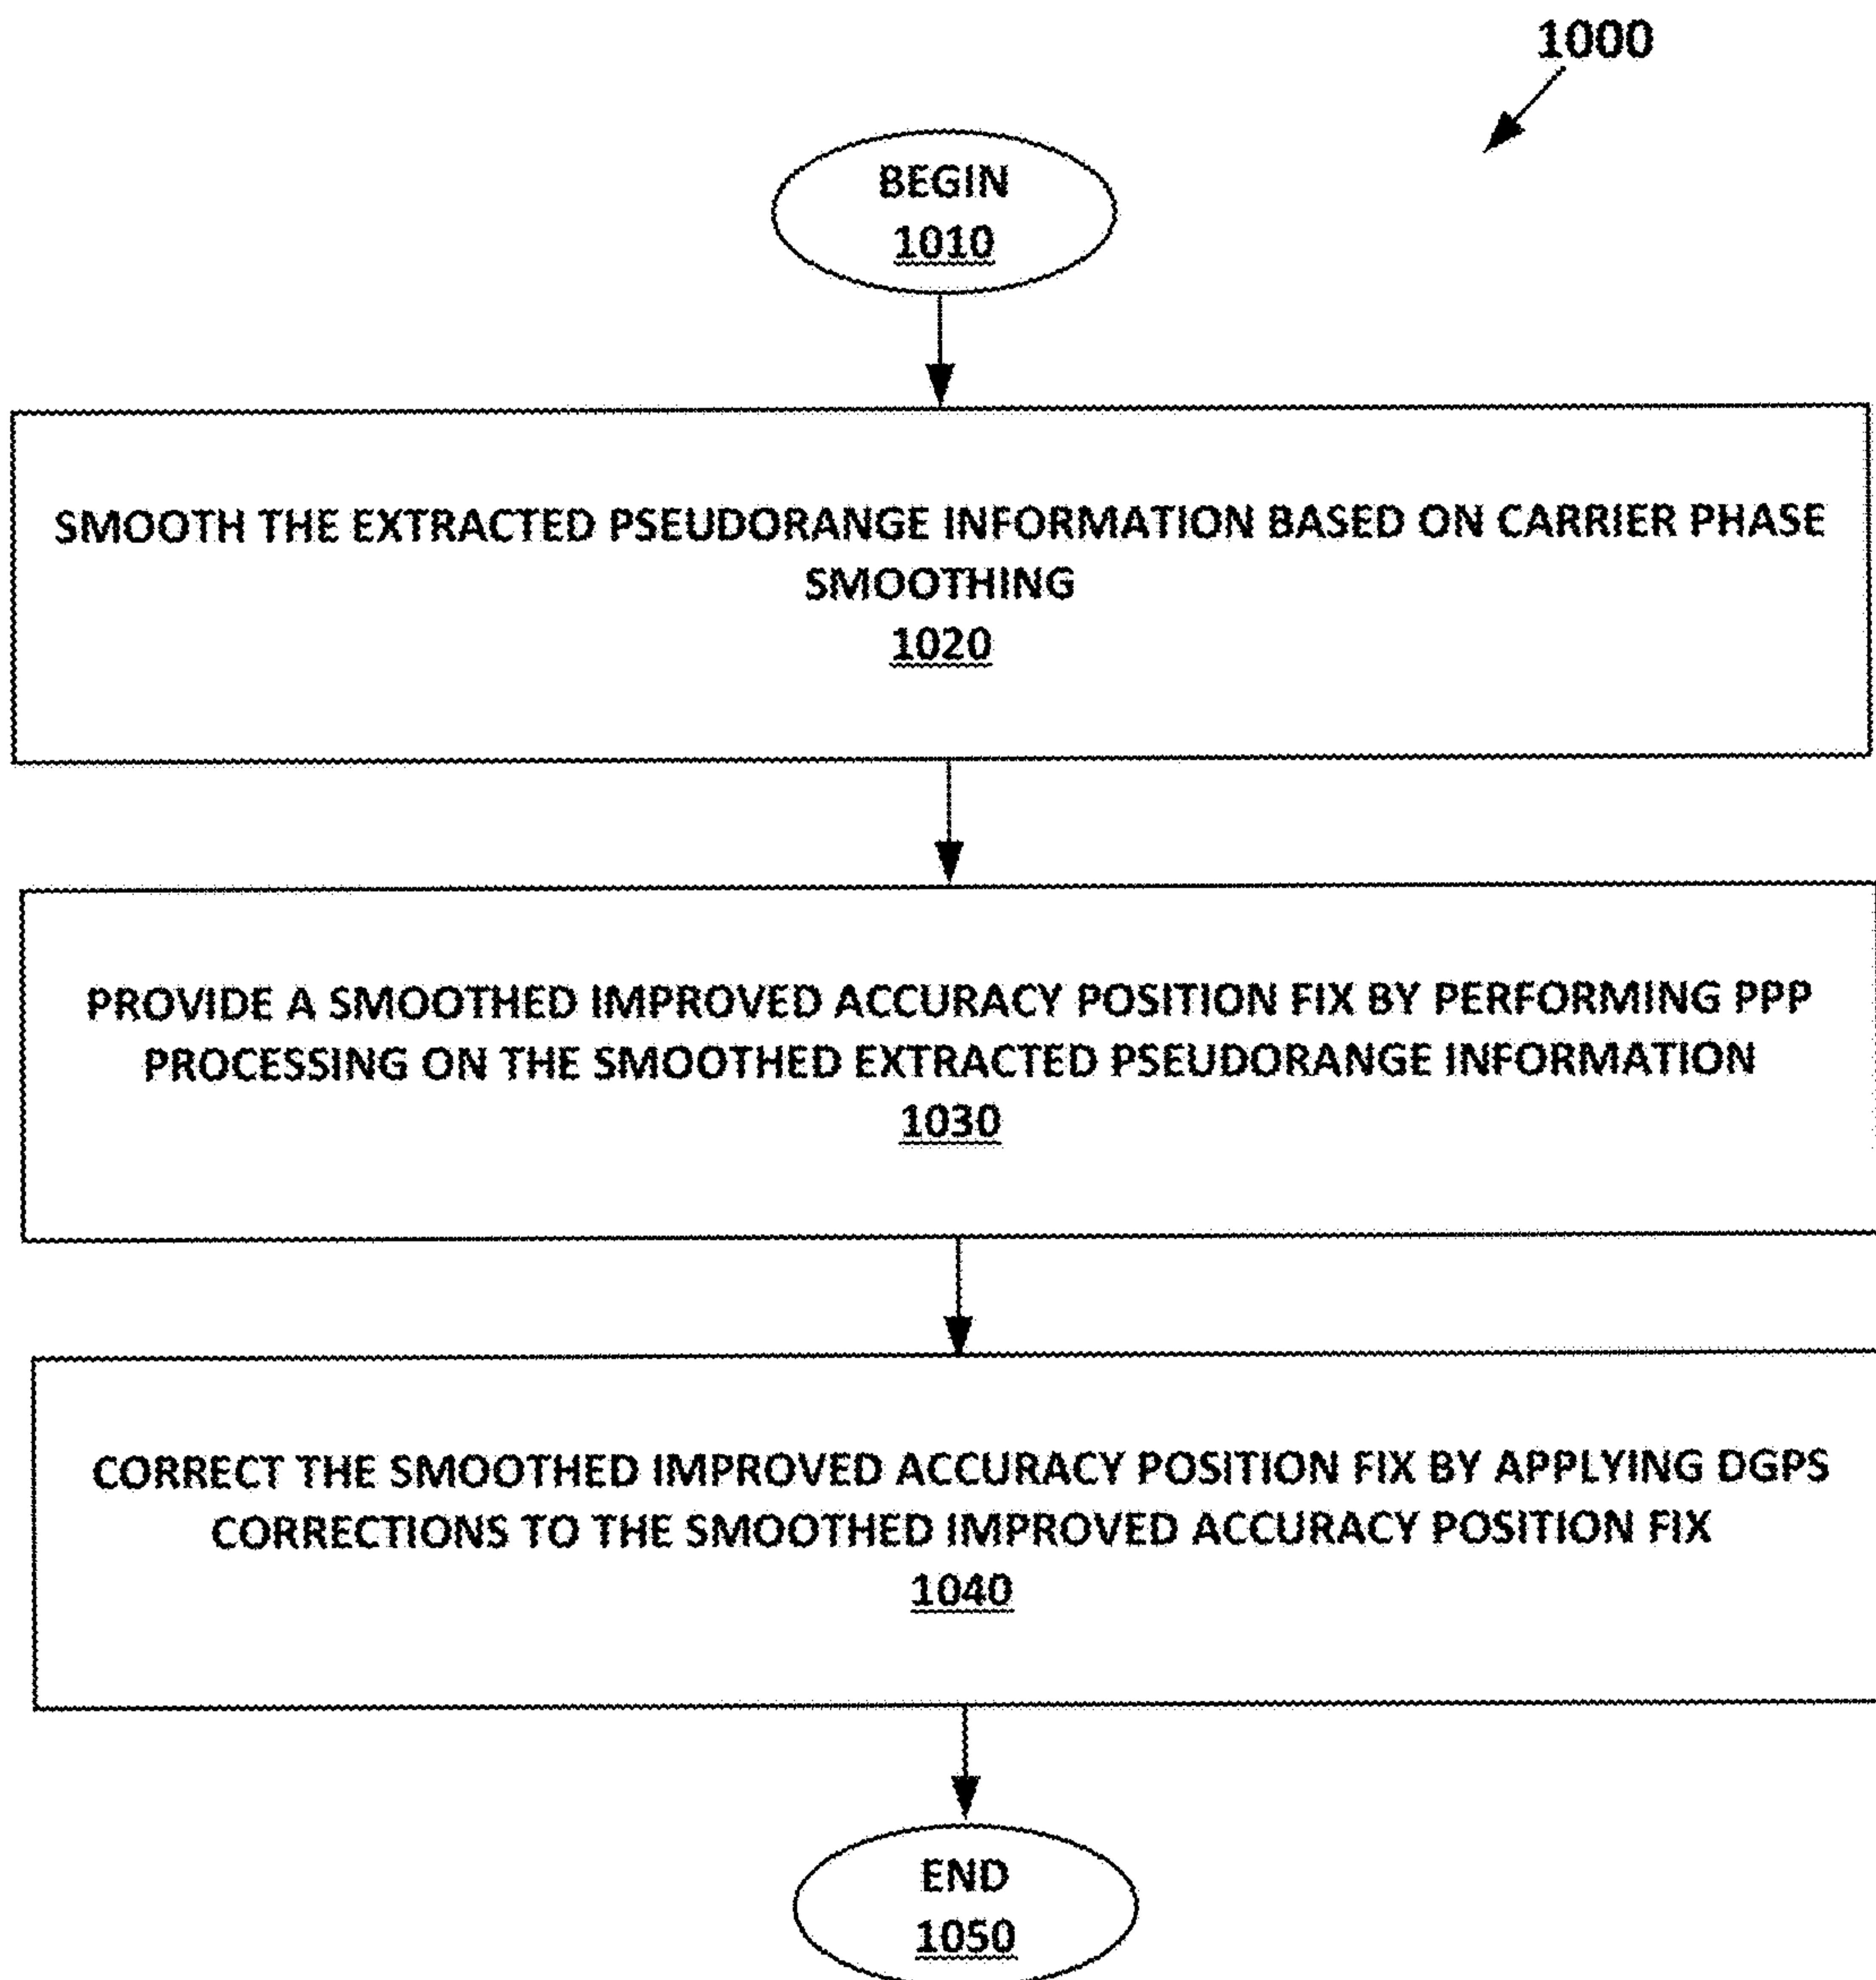 1000
BEGIN
1010
SMOOTH THE EXTRACTED PSEUDORANGE INFORMATION BASED ON CARRIER PHASE
SMOOTHING
1020
PROVIDE A SMOOTHED IMPROVED ACCURACY POSITION FIX BY PERFORMING PPP
PROCESSING ON THE SMOOTHED EXTRACTED PSEUDORANGE INFORMATION
1030
CORRECT THE SMOOTHED IMPROVED ACCURACY POSITION FIX BY APPLYING DGPS
CORRECTIONS TO THE SMOOTHED IMPROVED ACCURACY POSITION FIX
1040
END
1050